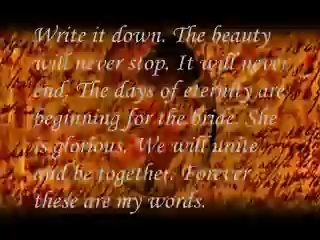 Write it down. The beauty
will never stop. It will never
end. The days of eternity are
beginning for the bride. She
is glorious. We will unite
and be together. Forever
these are my words.